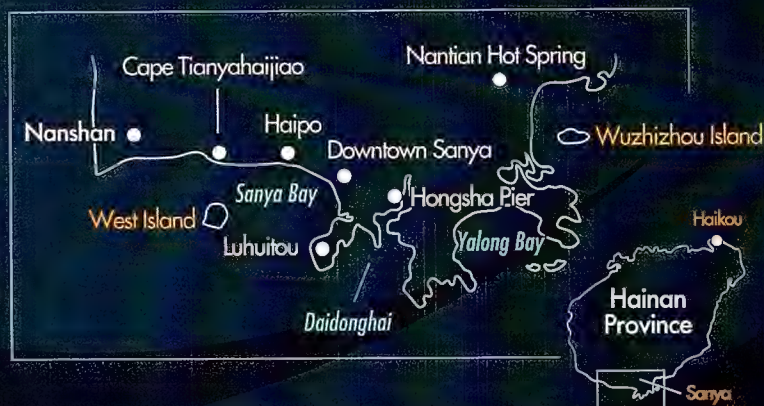 Nantian Hot Spring
Cape Tianyahaijiao
Nanshan
Haipo
Wuzhizhou Island
Downtown Sanya
Sanya Bay
Hongsha Pier
West Island
Haikou
Luhuitou
Yalong Bay
Daidonghai
Hainan
Province
Sanya